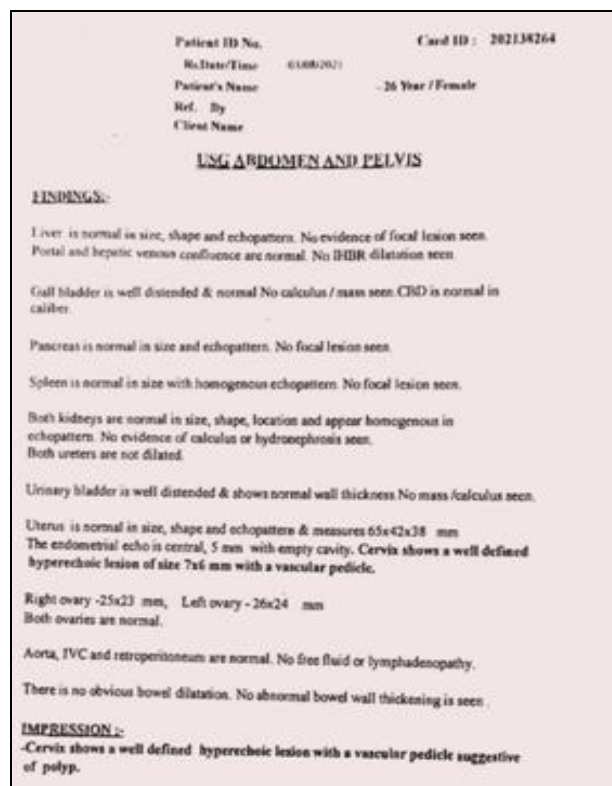 Patient ID No. Card ID : 202138264
Rs.Date/Time 03/08/2021
Patient's Name - 26 Year / Female
Ref. By
Client Name
USG ABDOMEN AND PELVIS
FINDINGS:-
Liver is normal in size, shape and echopattern. No evidence of focal lesion seen.
Portal and hepatic venous confluence are normal. No IHBR dilatation seen
Gall bladder is well distended & normal No calculus / mass seen. CBD is normal in
caliber.
Pancreas is normal in size and echopattern. No focal lesion seen.
Spleen is normal in size with homogenous echopattern. No focal lesion seen.
Both kidneys are normal in size, shape, location and appear homogenous in
echopattern. No evidence of calculus or hydronephrosis seen.
Both ureters are not dilated.
Urinary bladder is well distended & shows normal wall thickness No mass /calculus seen.
Uterus is normal in size, shape and echopattern & measures 65x42x38 mm
The endometrial echo is central, 5 mm with empty cavity. Cervix shows a well defined
hyperechoic lesion of size 7x6 mm with a vascular pedicle.
Right ovary -25x23 mm, Left ovary - 26x24 mm
Both ovaries are normal.
Aorta, IVC and retroperitoneum are normal. No free fluid or lymphadenopathy.
There is no obvious bowel dilatation. No abnormal bowel wall thickening is seen .
IMPRESSION :-
-Cervix shows a well defined hyperechoic lesion with a vascular pedicle suggestive
of polyp.